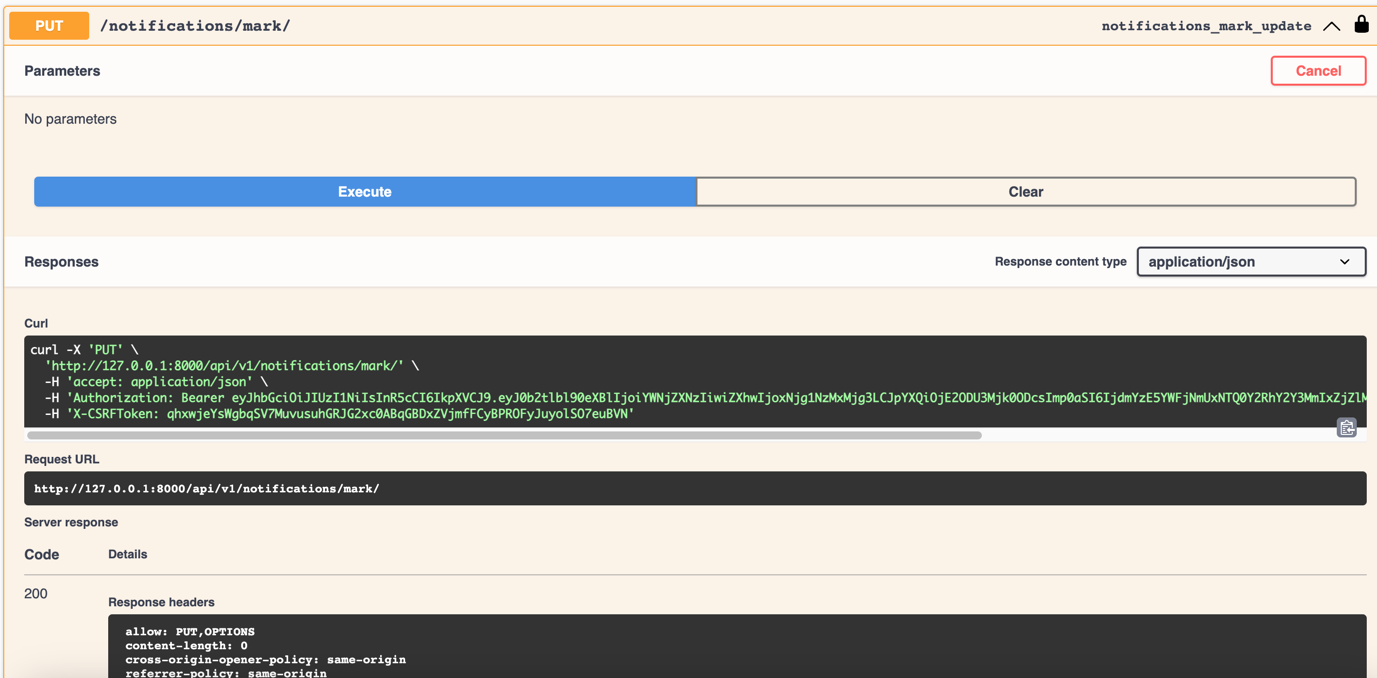 PUT /notifications/mark/ notifications_mark_update
Parameters Cancel
No parameters
Execute Clear
Responses Response content type application/json
Curl
curl -X 'PUT' \
'http://127.0.0.1:8000/api/v1/notifications/mark/' \
-H 'accept: application/json' \
-H 'Authorization: Bearer eyJhbGciOiJIUzI1NiIsInR5cCI6IkpXVCJ9.eyJ0b2tlbl90eXBlIjoiYWNjZXNzIiwiZXhwIjoxNjg1NzMxMjg3LCJpYXQiOjE2ODU3Mjk0ODcsImp0aSI6IjdmYzE5YWFjNmUxNTQ0Y2RhY2Y3MmIxZjZlM
-H 'X-CSRFToken: qhxwjeYsWgbqSV7MuvusuhGRJG2xc0ABqGBDxZVjmfFCyBPROFyJuyolSO7euBVN'
Request URL
http://127.0.0.1:8000/api/v1/notifications/mark/
Server response
Code Details
200
Response headers
allow: PUT,OPTIONS
content-length: 0
cross-origin-opener-policy: same-origin
referrer-policy: same-origin